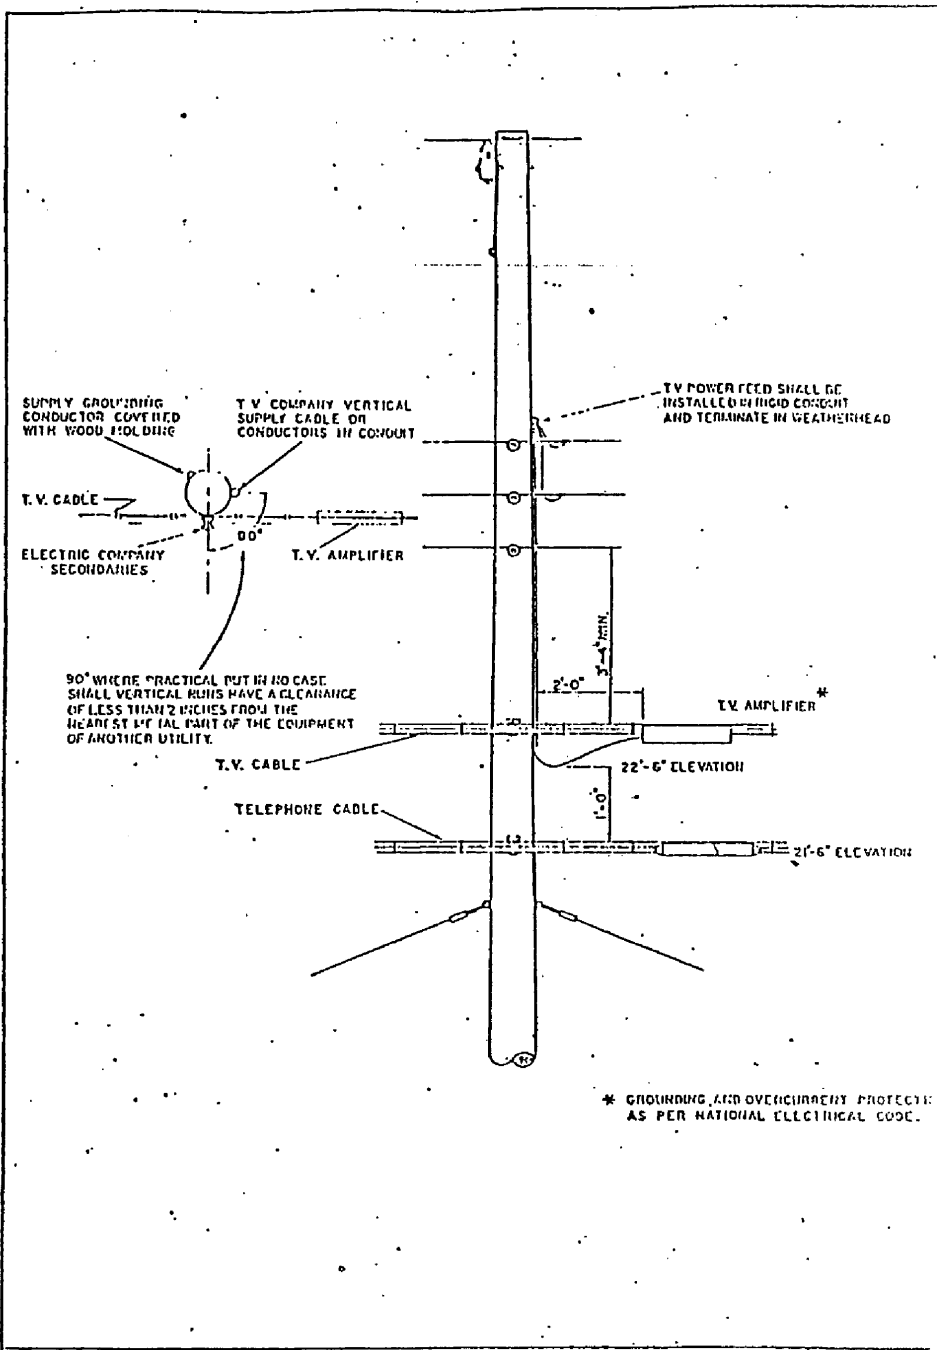 SUPPLY GROUNDING
CONDUCTOR COVERED
WITH WOOD MOLDING
T V COMPANY VERTICAL
SUPPLY CABLE OR
CONDUCTORS IN CONDUIT
TV POWER FEED SHALL BE
INSTALLED IN RIGID CONDUIT
AND TERMINATE IN WEATHERHEAD
T.V. CABLE
90°
ELECTRIC COMPANY
SECONDARIES
T.V. AMPLIFIER
3'-4" MIN.
90° WHERE PRACTICAL BUT IN NO CASE
SHALL VERTICAL RUNS HAVE A CLEARANCE
OF LESS THAN 2 INCHES FROM THE
NEAREST METAL PART OF THE EQUIPMENT
OF ANOTHER UTILITY.
2'-0"
T.V. AMPLIFIER *
T.V. CABLE
22'-6" ELEVATION
1'-0"
TELEPHONE CABLE
21'-6" ELEVATION
* GROUNDING AND OVERCURRENT PROTECTI
AS PER NATIONAL ELECTRICAL CODE.